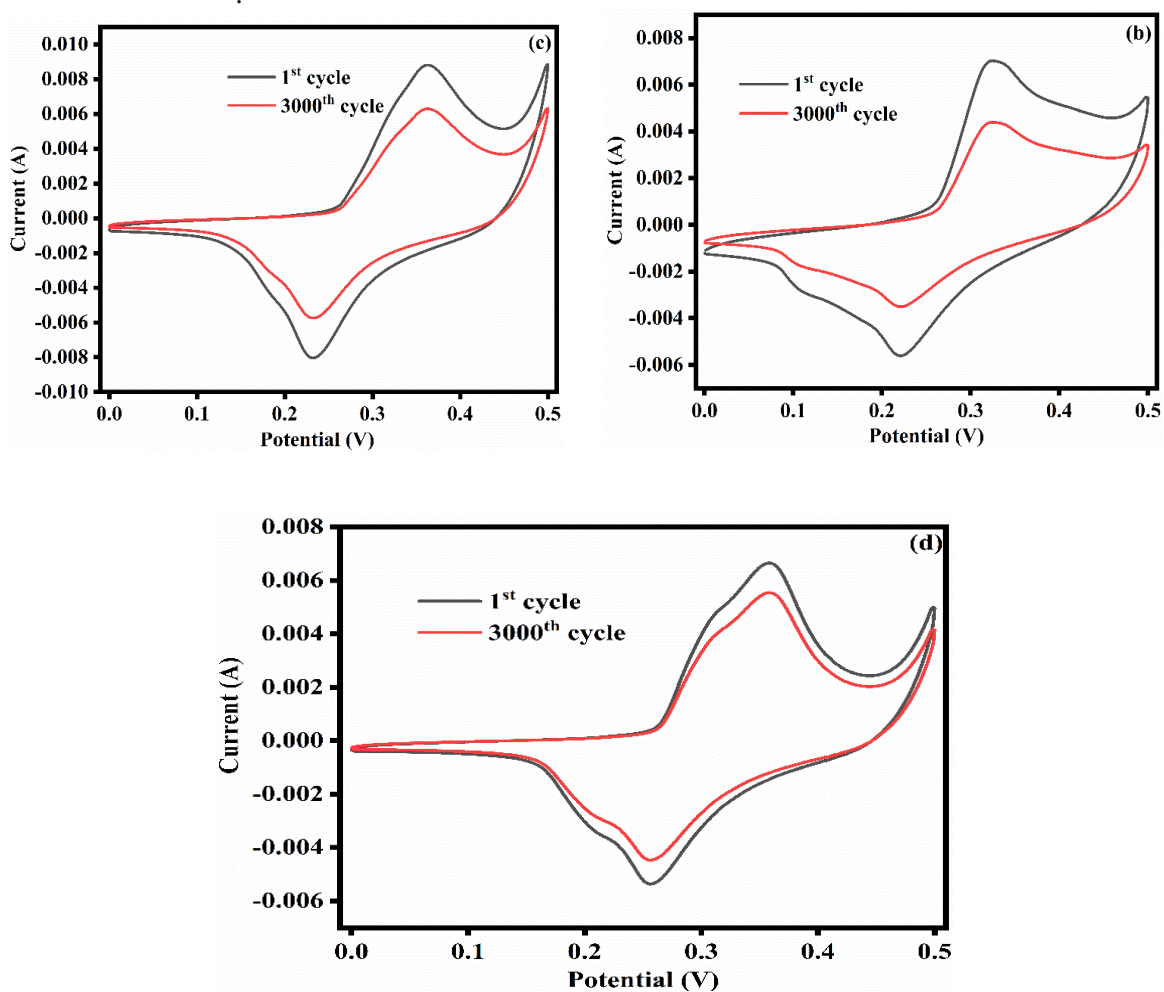 (c)
1st cycle
3000th cycle
0.010
0.008
0.006
0.004
0.002
0.000
-0.002
-0.004
-0.006
-0.008
-0.010
Current (A)
0.0 0.1 0.2 0.3 0.4 0.5
Potential (V)
(b)
1st cycle
3000th cycle
0.008
0.006
0.004
0.002
0.000
-0.002
-0.004
-0.006
Current (A)
0.0 0.1 0.2 0.3 0.4 0.5
Potential (V)
(d)
1st cycle
3000th cycle
0.008
0.006
0.004
0.002
0.000
-0.002
-0.004
-0.006
Current (A)
0.0 0.1 0.2 0.3 0.4 0.5
Potential (V)